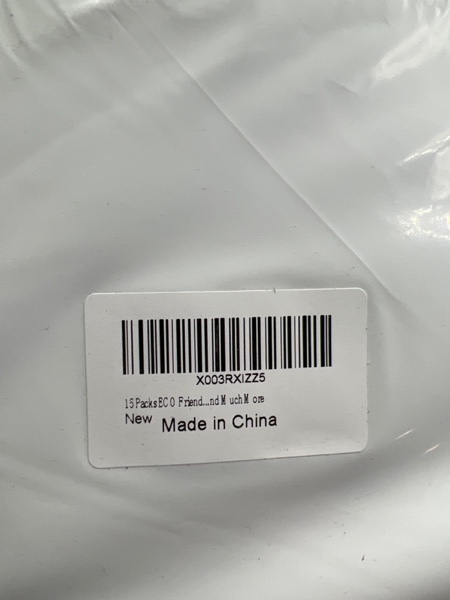 X003RXIZZ5
15 Packs ECO Friend...nd Much More
New
Made in China